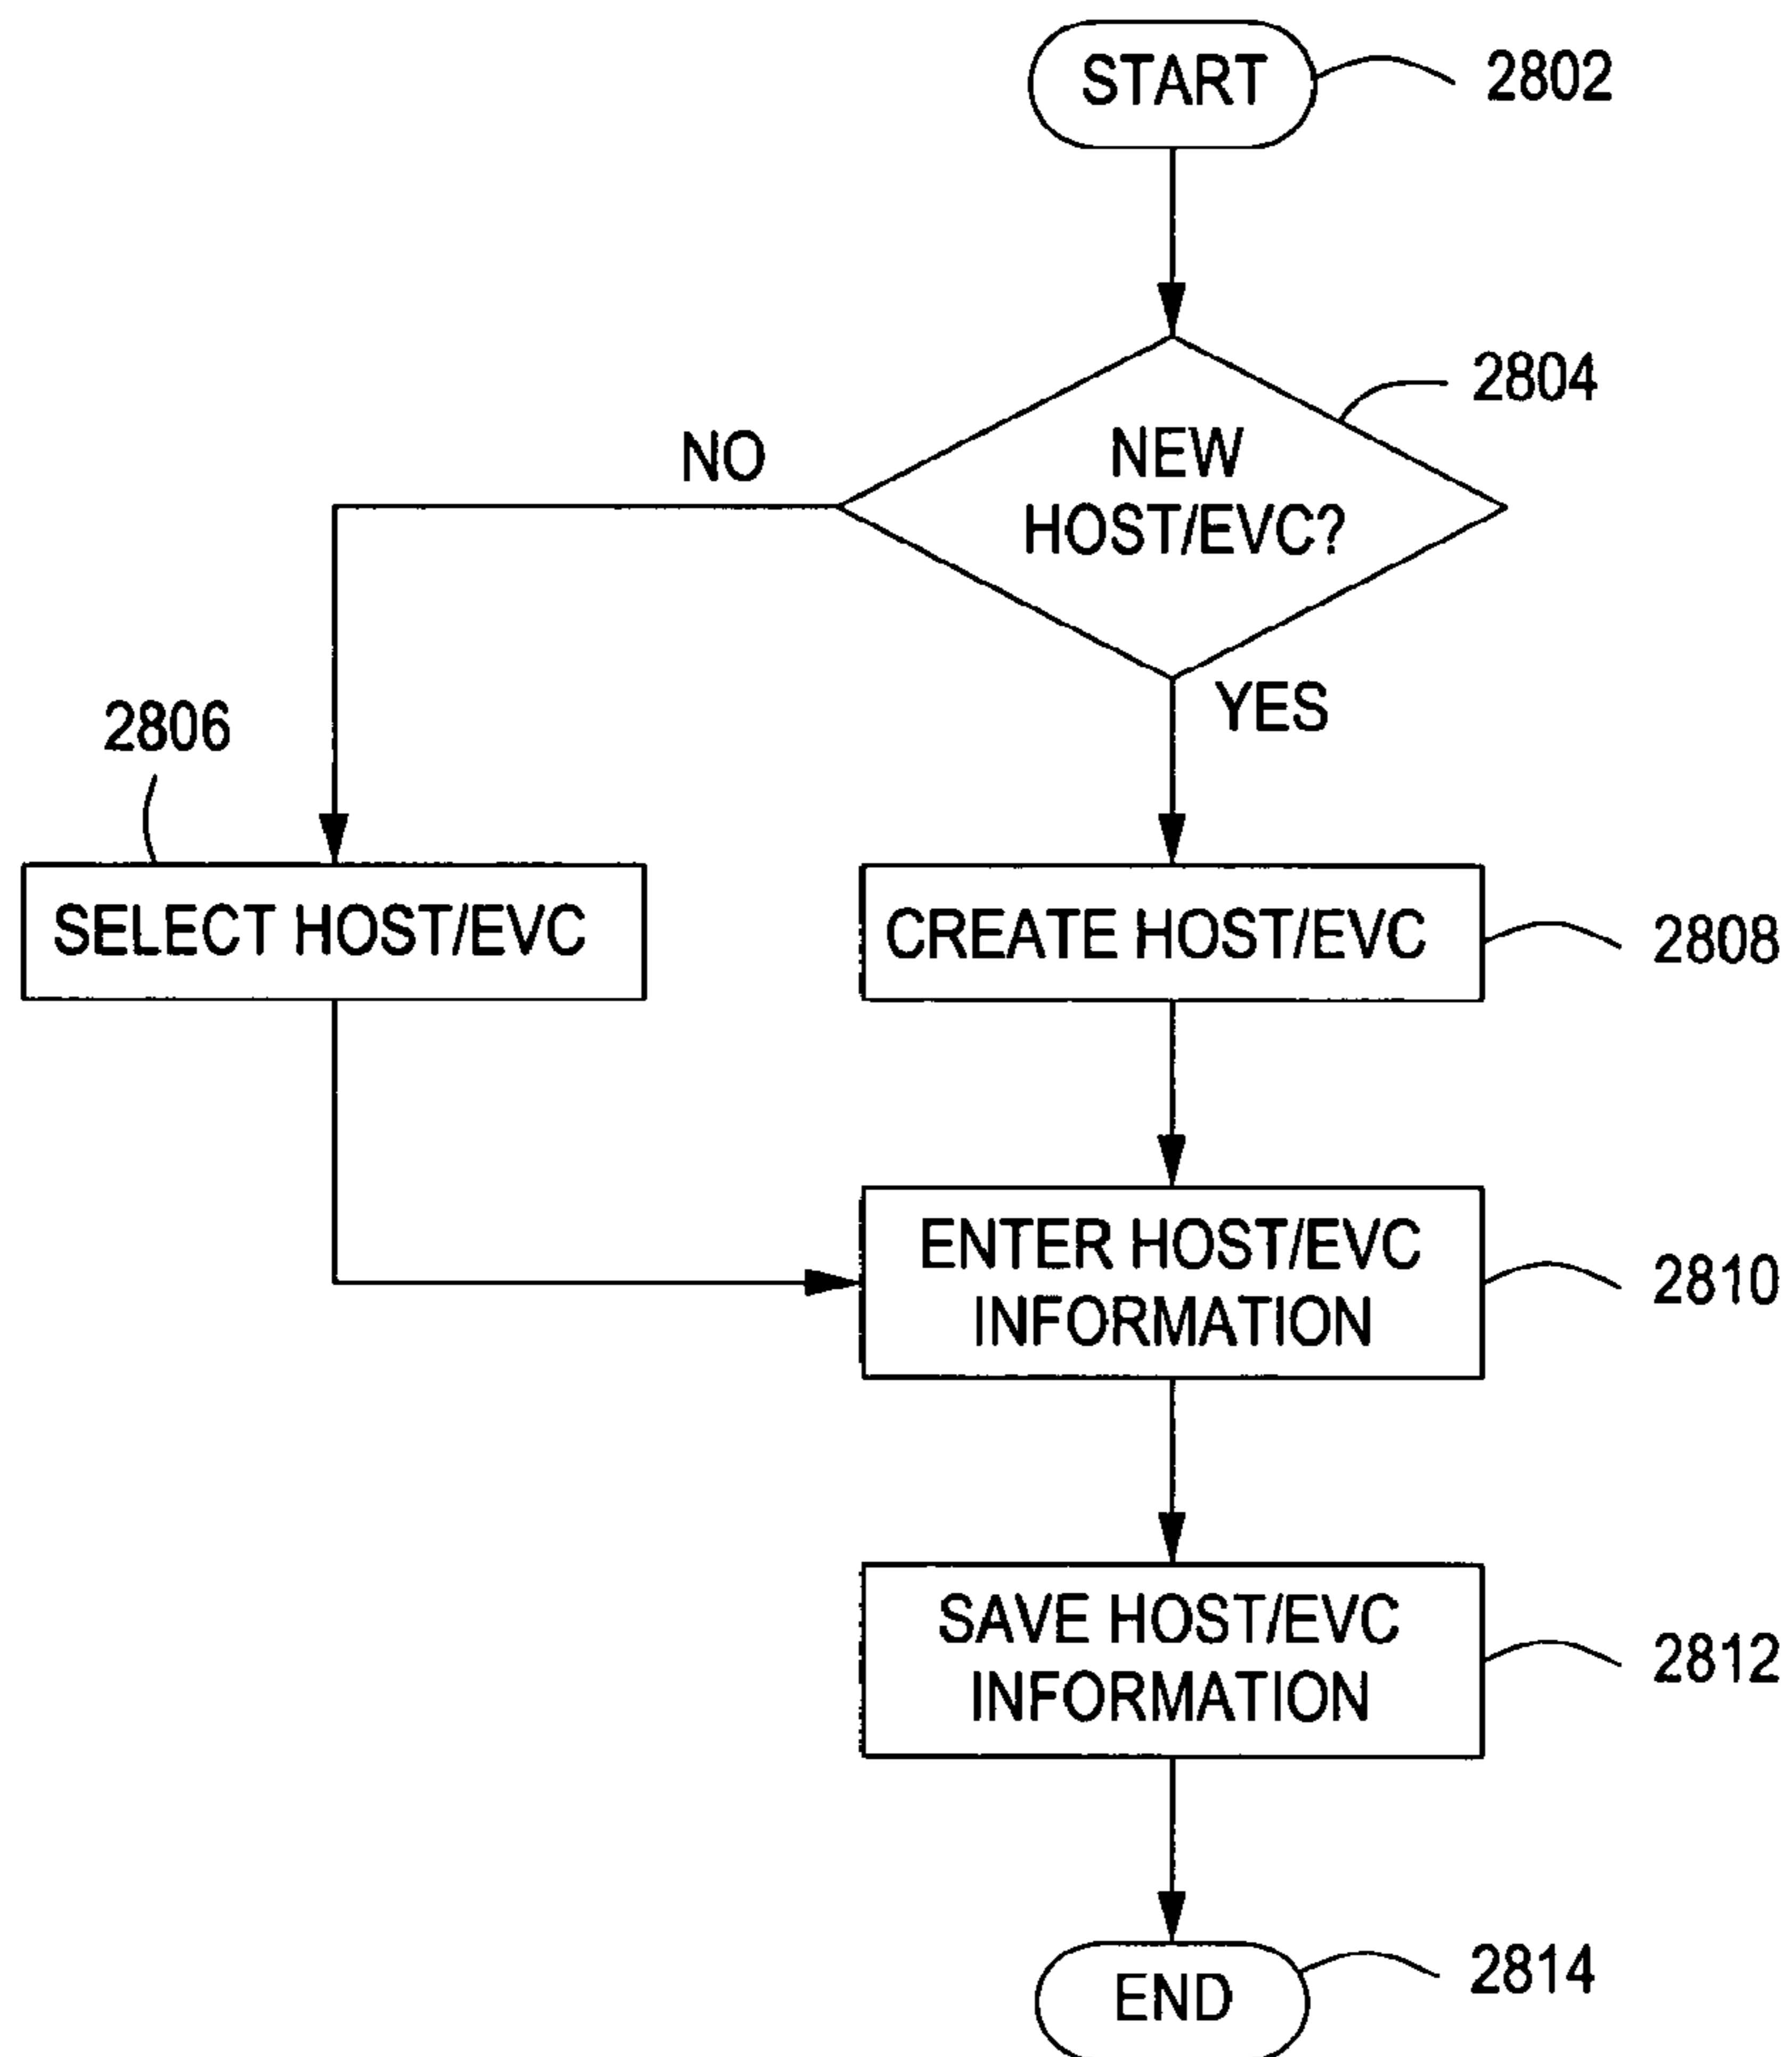 START
2802
2804
NEW
HOST/EVC?
NO
YES
2806
SELECT HOST/EVC
CREATE HOST/EVC
2808
ENTER HOST/EVC
INFORMATION
2810
SAVE HOST/EVC
INFORMATION
2812
END
2814